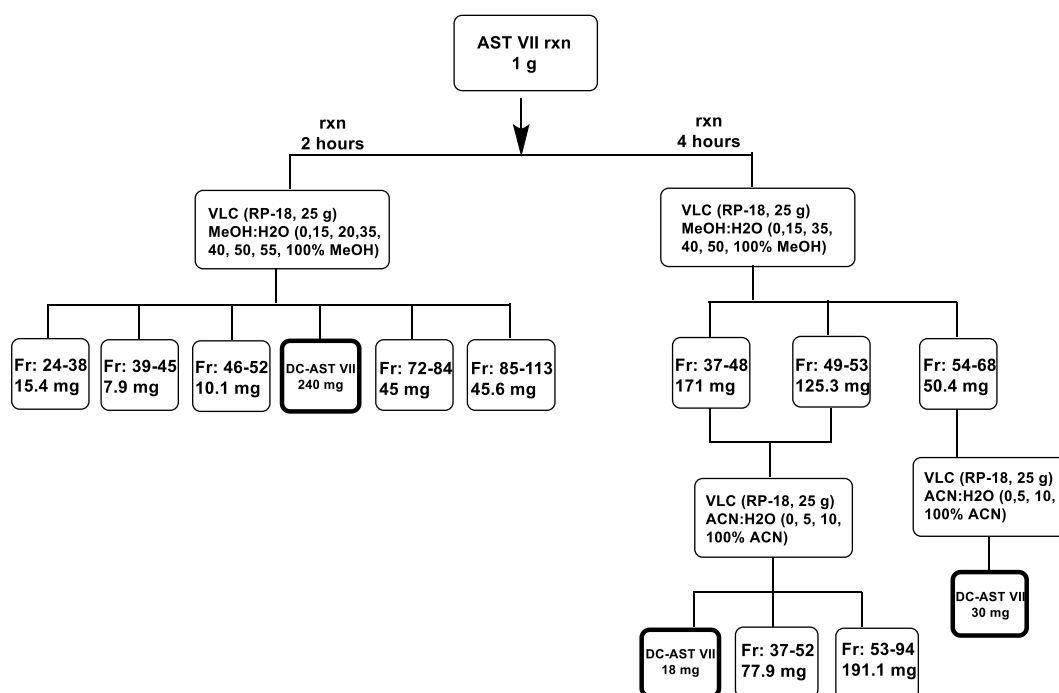 AST VII rxn
1 g
rxn
2 hours
rxn
4 hours
VLC (RP-18, 25 g)
MeOH:H2O (0,15, 20,35,
40, 50, 55, 100% MeOH)
VLC (RP-18, 25 g)
MeOH:H2O (0,15, 35,
40, 50, 100% MeOH)
Fr: 24-38
15.4 mg
Fr: 39-45
7.9 mg
Fr: 46-52
10.1 mg
DC-AST VII
240 mg
Fr: 72-84
45 mg
Fr: 85-113
45.6 mg
Fr: 37-48
171 mg
Fr: 49-53
125.3 mg
Fr: 54-68
50.4 mg
VLC (RP-18, 25 g)
ACN:H2O (0, 5, 10,
100% ACN)
VLC (RP-18, 25 g)
ACN:H2O (0,5, 10,
100% ACN)
DC-AST VII
18 mg
Fr: 37-52
77.9 mg
Fr: 53-94
191.1 mg
DC-AST VII
30 mg